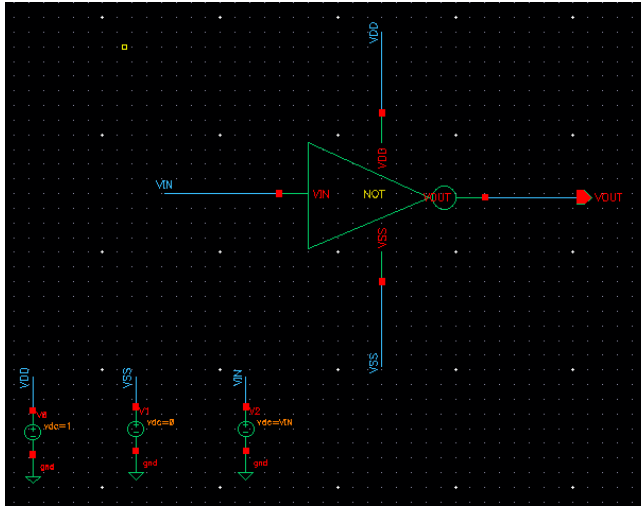 VDD
VDD
VIN
VIN
NOT
VOUT
VOUT
VSS
VSS
VDD
V0
vdc=1
gnd
VSS
V1
vdc=0
gnd
VIN
V2
vdc=VIN
gnd